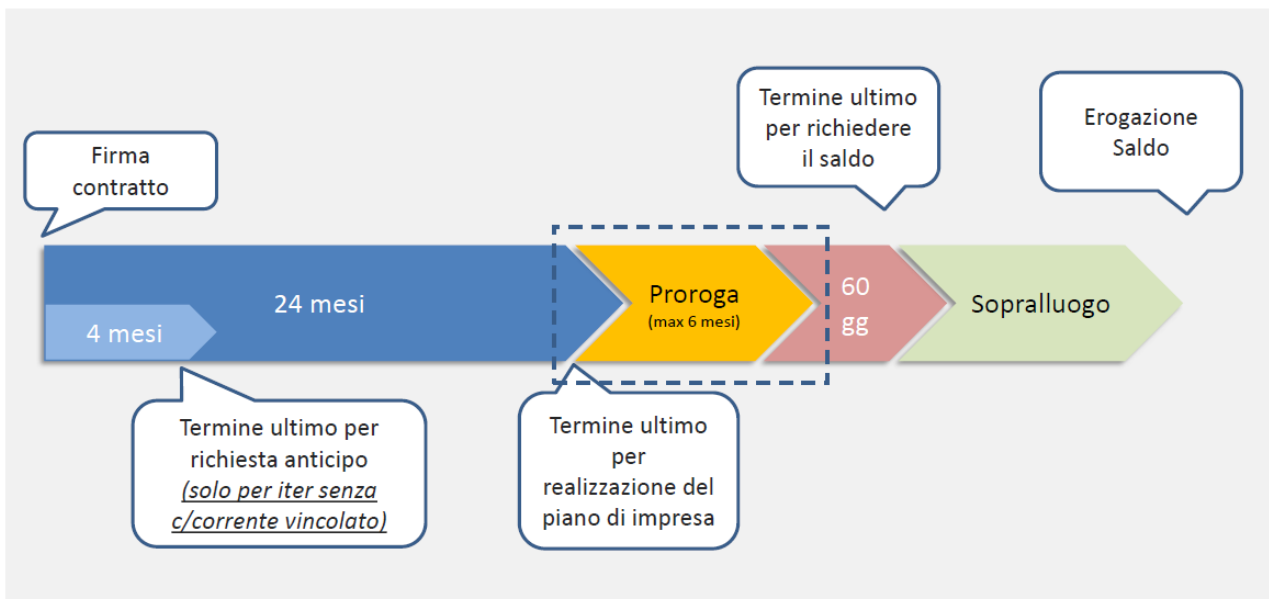 Firma
contratto
Termine ultimo
per richiedere
il saldo
Erogazione
Saldo
24 mesi
4 mesi
Proroga
(max 6 mesi)
60
gg
Sopralluogo
Termine ultimo per
richiesta anticipo
(solo per iter senza
c/corrente vincolato)
Termine ultimo
per
realizzazione del
piano di impresa